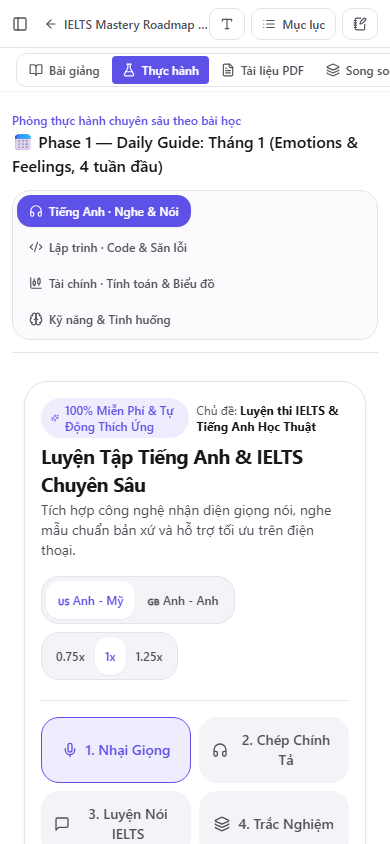 IELTS Mastery Roadmap ...
Mục lục
Bài giảng
Thực hành
Tài liệu PDF
Song so
Phòng thực hành chuyên sâu theo bài học
Phase 1 — Daily Guide: Tháng 1 (Emotions &
Feelings, 4 tuần đầu)
Tiếng Anh · Nghe & Nói
Lập trình · Code & Săn lỗi
Tài chính · Tính toán & Biểu đồ
Kỹ năng & Tình huống
100% Miễn Phí & Tự
Động Thích Ứng
Chủ đề: Luyện thi IELTS &
Tiếng Anh Học Thuật
Luyện Tập Tiếng Anh & IELTS
Chuyên Sâu
Tích hợp công nghệ nhận diện giọng nói, nghe
mẫu chuẩn bản xứ và hỗ trợ tối ưu trên điện
thoại.
US Anh - Mỹ
GB Anh - Anh
0.75x
1x
1.25x
1. Nhại Giọng
2. Chép Chính
Tả
3. Luyện Nói
IELTS
4. Trắc Nghiệm